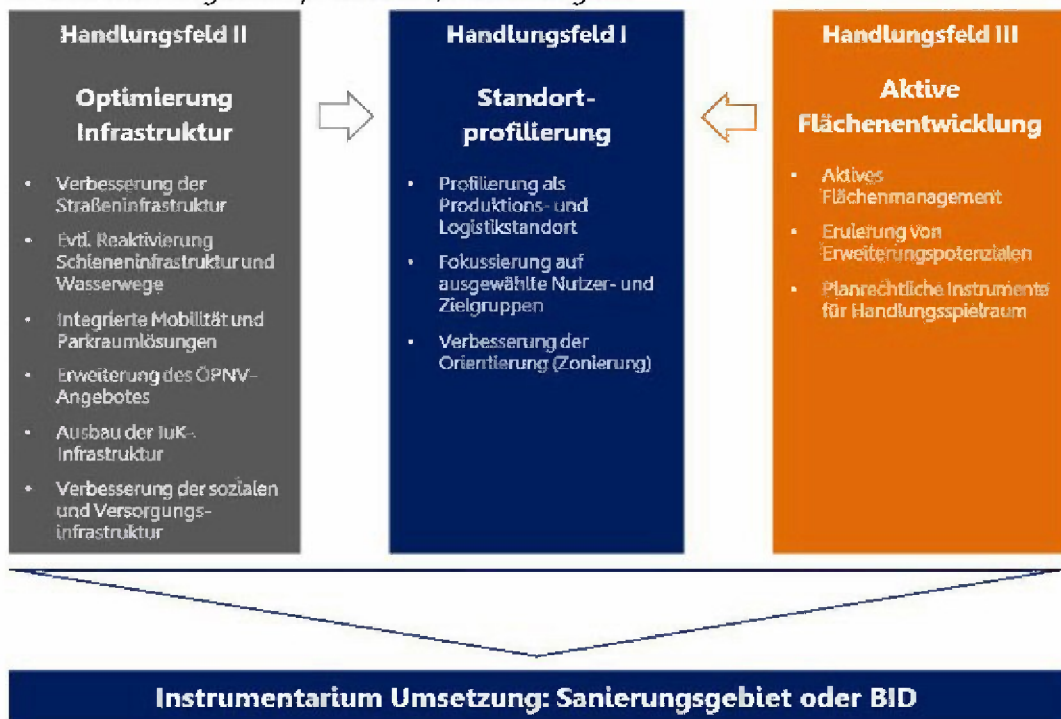 Handlungsfeld II
Optimierung
Infrastruktur
• Verbesserung der
Straßeninfrastruktur
• Evtl. Reaktivierung
Schieneninfrastruktur und
Wasserwege
• Integrierte Mobilität und
Parkraumlösungen
• Erweiterung des ÖPNV-
Angebotes
• Ausbau der IuK-
Infrastruktur
• Verbesserung der sozialen
und Versorgungs-
infrastruktur
Handlungsfeld I
Standort-
profilierung
• Profilierung als
Produktions- und
Logistikstandort
• Fokussierung auf
ausgewählte Nutzer- und
Zielgruppen
• Verbesserung der
Orientierung (Zonierung)
Handlungsfeld III
Aktive
Flächenentwicklung
• Aktives
Flächenmanagement
• Eruierung von
Erweiterungspotenzialen
• Planrechtliche Instrumente
für Handlungsspielraum
Instrumentarium Umsetzung: Sanierungsgebiet oder BID